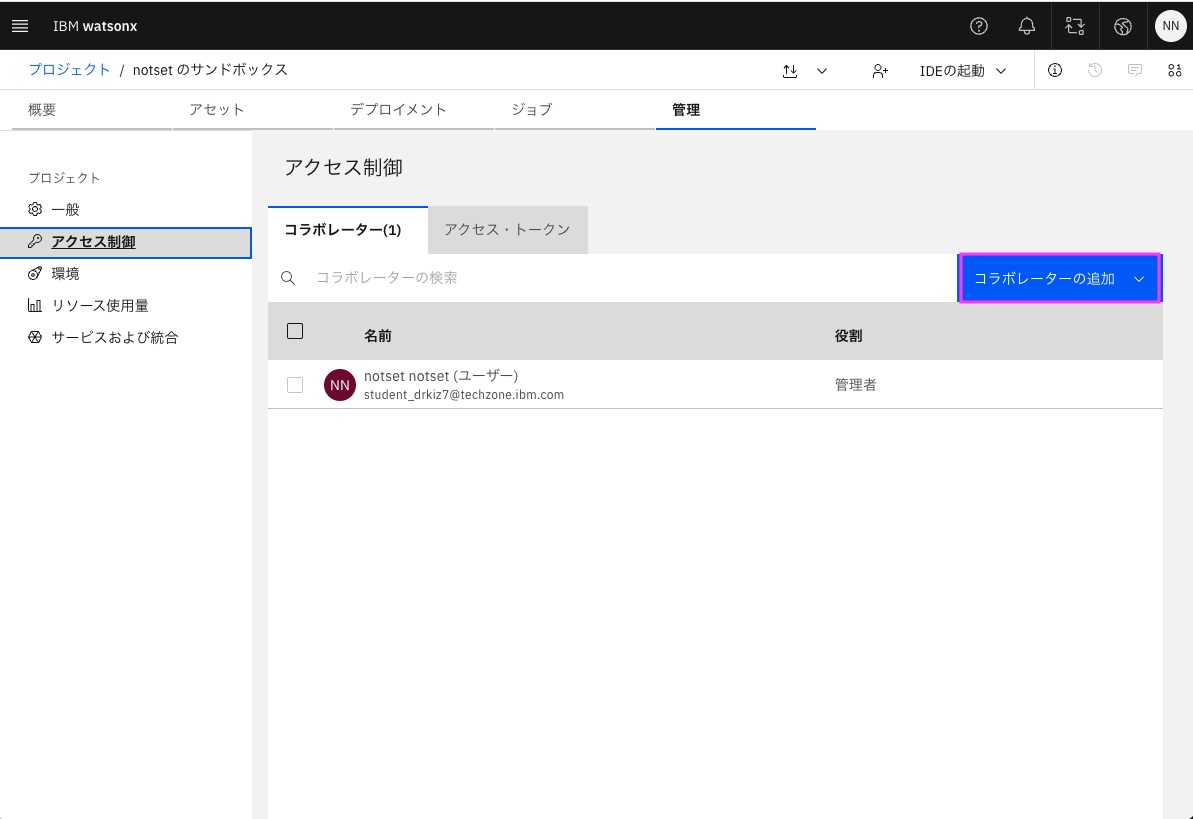 IBM watsonx
NN
プロジェクト / notset のサンドボックス
IDEの起動
概要
アセット
デプロイメント
ジョブ
管理
プロジェクト
一般
アクセス制御
環境
リソース使用量
サービスおよび統合
アクセス制御
コラボレーター(1)
アクセス・トークン
コラボレーターの検索
コラボレーターの追加
名前
役割
NN
notset notset (ユーザー)
student_drkiz7@techzone.ibm.com
管理者